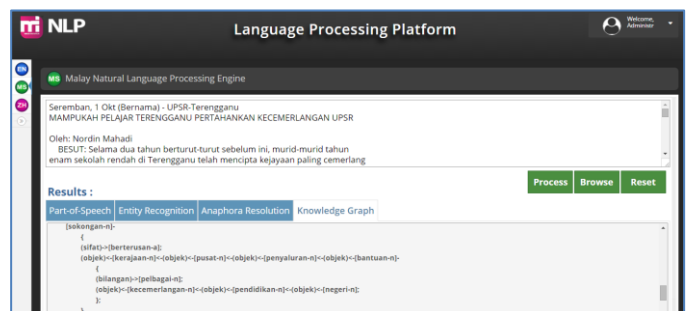 mi NLP
Language Processing Platform
Welcome,
Adminiser
EN
MS
ZH
MS Malay Natural Language Processing Engine
Seremban, 1 Okt (Bernama) - UPSR-Terengganu
MAMPUKAH PELAJAR TERENGGANU PERTAHANKAN KECEMERLANGAN UPSR
Oleh: Nordin Mahadi
BESUT: Selama dua tahun berturut-turut sebelum ini, murid-murid tahun
enam sekolah rendah di Terengganu telah mencipta kejayaan paling cemerlang
Process Browse Reset
Results :
Part-of-Speech Entity Recognition Anaphora Resolution Knowledge Graph
[sokongan-n]-
{
(sifat)->[berterusan-a];
(objek)<-[kerajaan-n]<-(objek)<-[pusat-n]<-(objek)<-[penyaluran-n]<-(objek)<-[bantuan-n]-
{
(bilangan)->[pelbagai-n];
(objek)<-[kecemerlangan-n]<-(objek)<-[pendidikan-n]<-(objek)<-[negeri-n];
};